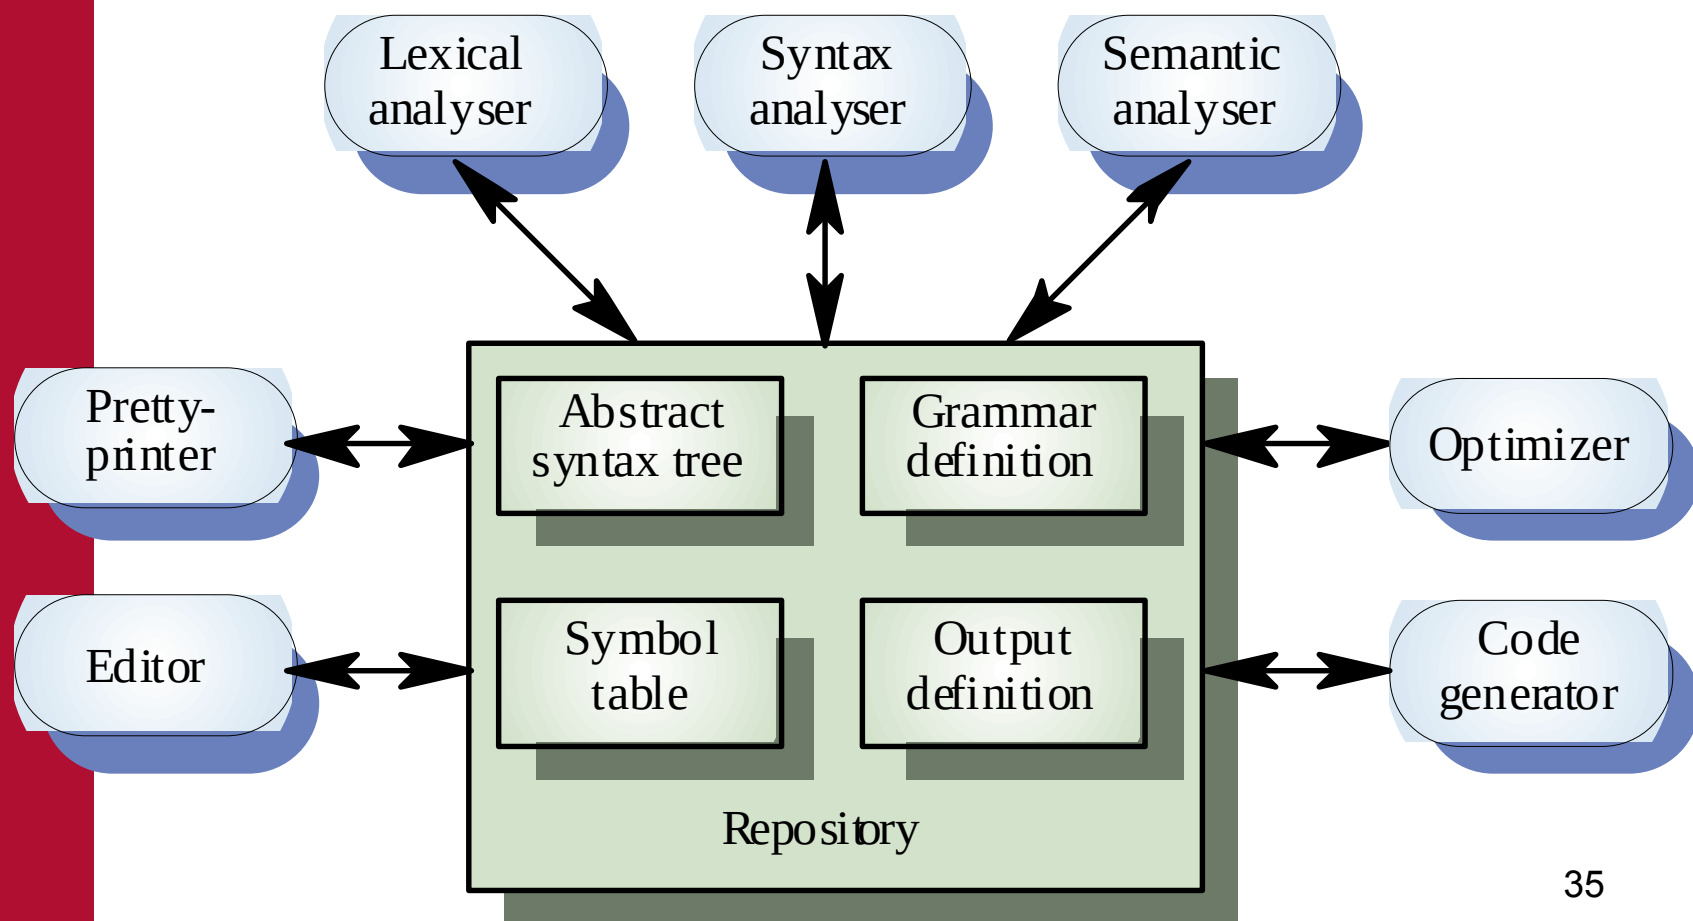 Lexical
analyser
Syntax
analyser
Semantic
analyser
Pretty-
printer
Abstract
syntax tree
Grammar
definition
Optimizer
Editor
Symbol
table
Output
definition
Code
generator
Repository
35